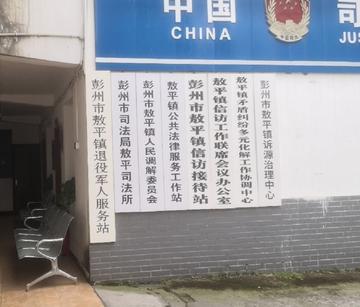 中国 司
CHINA JUS
彭州市敖平镇退役军人服务站
彭州市司法局敖平司法所
彭州市敖平镇人民调解委员会
敖平镇公共法律服务工作站
彭州市敖平镇信访接待站
敖平镇信访工作联席会议办公室
敖平镇矛盾纠纷多元化解工作协调中心
彭州市敖平镇诉源治理中心